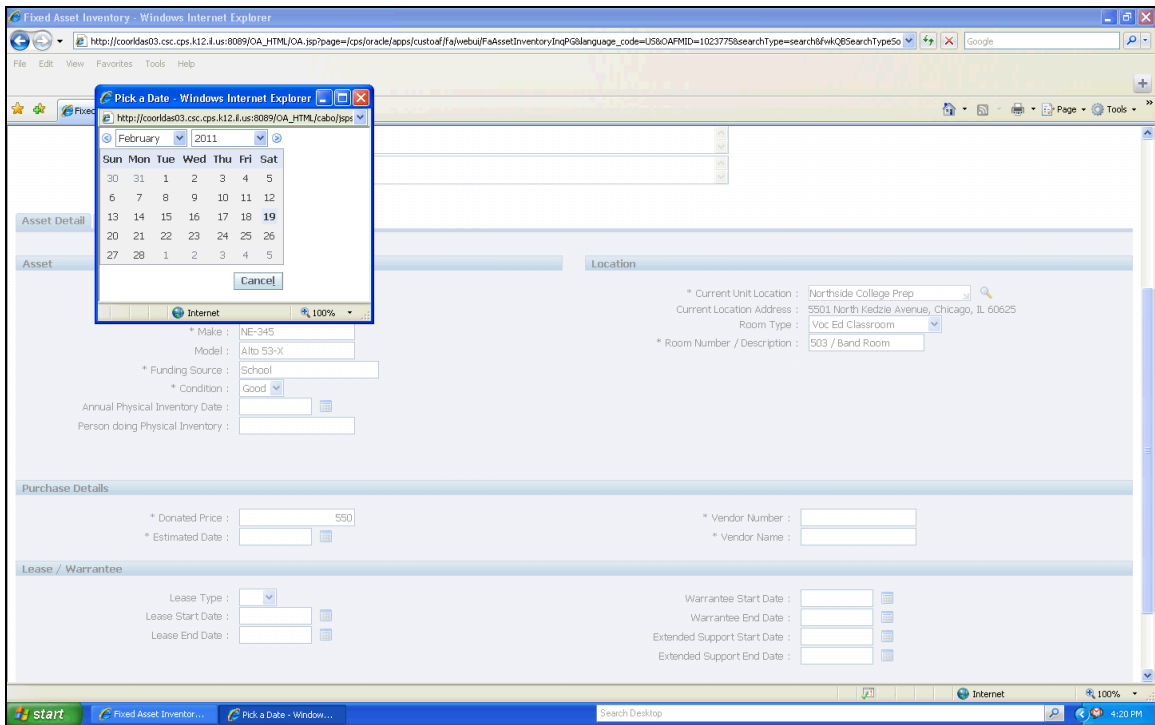 Fixed Asset Inventory - Windows Internet Explorer
http://coorldas03.csc.cps.k12.il.us:8089/OA_HTML/OA.jsp?page=/cps/oracle/apps/custoaf/fa/webui/FaAssetInventoryInqPG&language_code=US&OAFMID=1023775&searchType=search&fwkQBSearchTypeSo
Google
File Edit View Favorites Tools Help
Fixed
Page Tools
Pick a Date - Windows Internet Explorer
http://coorldas03.csc.cps.k12.il.us:8089/OA_HTML/cabo/jsps
February 2011
Sun Mon Tue Wed Thu Fri Sat
30 31 1 2 3 4 5
6 7 8 9 10 11 12
13 14 15 16 17 18 19
20 21 22 23 24 25 26
27 28 1 2 3 4 5
Cancel
Internet 100%
Asset Detail
Asset
* Make : NE-345
Model : Alto 53-X
* Funding Source : School
* Condition : Good
Annual Physical Inventory Date :
Person doing Physical Inventory :
Location
* Current Unit Location : Northside College Prep
Current Location Address : 5501 North Kedzie Avenue, Chicago, IL 60625
Room Type : Voc Ed Classroom
* Room Number / Description : 503 / Band Room
Purchase Details
* Donated Price : 550
* Estimated Date :
* Vendor Number :
* Vendor Name :
Lease / Warrantee
Lease Type :
Lease Start Date :
Lease End Date :
Warrantee Start Date :
Warrantee End Date :
Extended Support Start Date :
Extended Support End Date :
Internet 100%
start
Fixed Asset Inventor...
Pick a Date - Window...
Search Desktop
4:20 PM